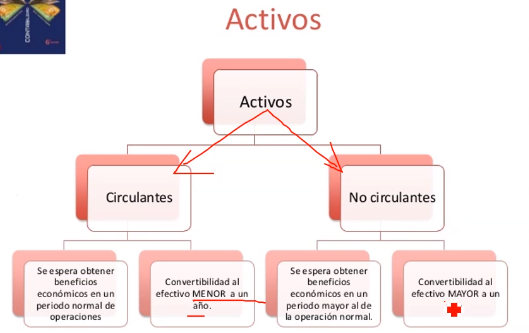 CONTABILIDAD
Activos
Activos
Circulantes
No circulantes
Se espera obtener
beneficios
económicos en un
periodo normal de
operaciones
Convertibilidad al
efectivo MENOR a un
año.
Se espera obtener
beneficios
económicos en un
periodo mayor al de
la operación normal.
Convertibilidad al
efectivo MAYOR a un